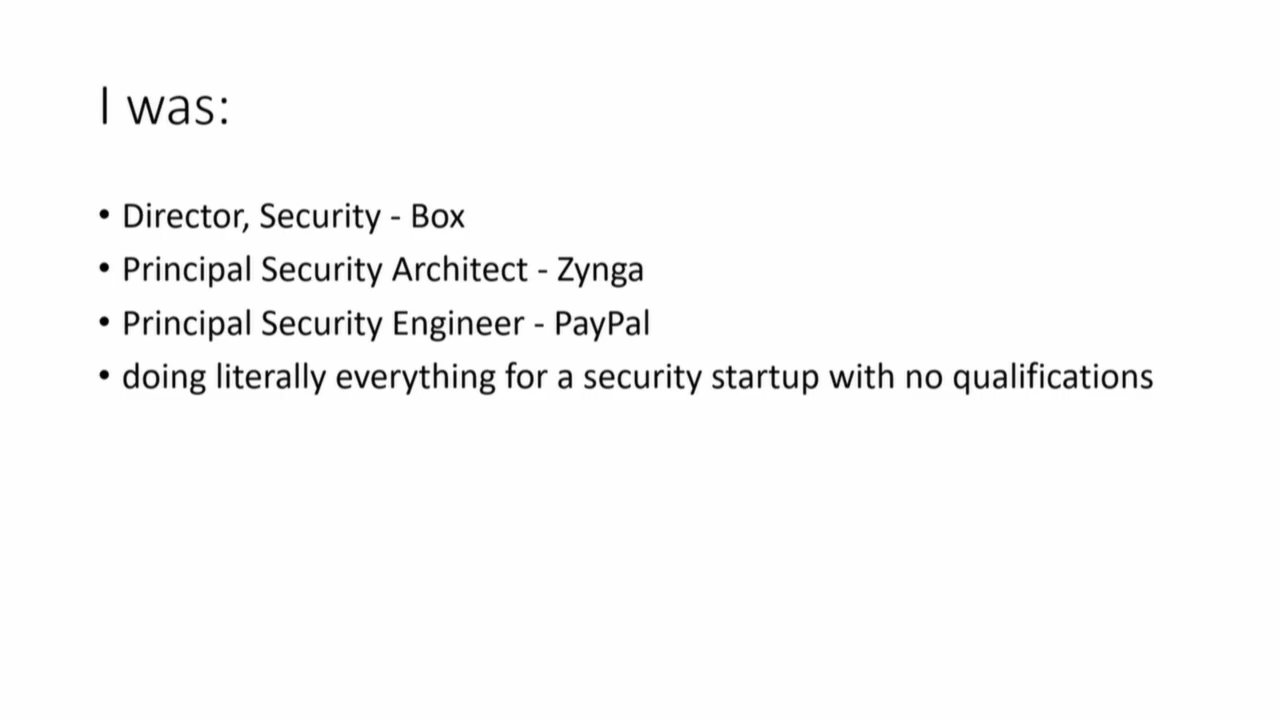 I was:
• Director, Security - Box
• Principal Security Architect - Zynga
• Principal Security Engineer - PayPal
• doing literally everything for a security startup with no qualifications